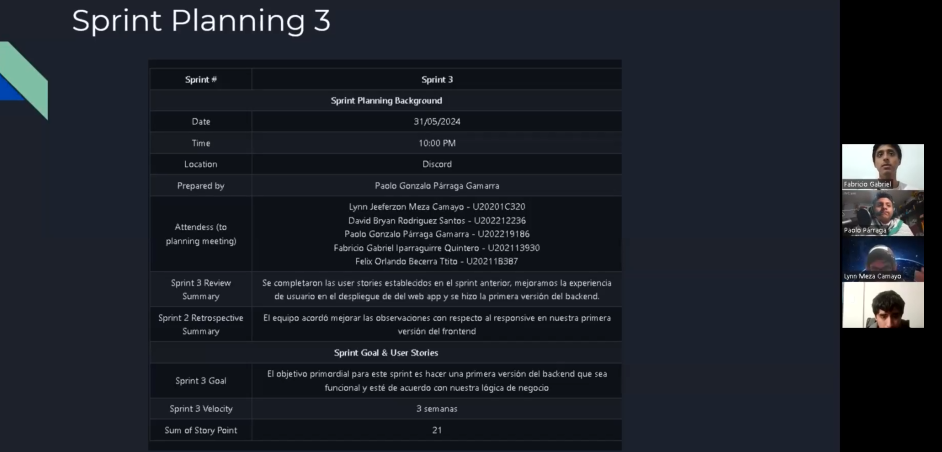 Sprint Planning 3
Sprint # Sprint 3
Sprint Planning Background
Date 31/05/2024
Time 10:00 PM
Location Discord
Prepared by Paolo Gonzalo Párraga Gamarra
Attendess (to planning meeting)
Lynn Jeeferzon Meza Camayo - U20201C320
David Bryan Rodriguez Santos - U202212236
Paolo Gonzalo Párraga Gamarra - U202219186
Fabricio Gabriel Iparraguirre Quintero - U202113930
Felix Orlando Becerra Ttito - U20211B387
Sprint 3 Review
Summary
Se completaron las user stories establecidos en el sprint anterior, mejoramos la experiencia
de usuario en el despliegue de del web app y se hizo la primera versión del backend.
Sprint 2 Retrospective
Summary
El equipo acordó mejorar las observaciones con respecto al responsive en nuestra primera
versión del frontend
Sprint Goal & User Stories
Sprint 3 Goal
El objetivo primordial para este sprint es hacer una primera versión del backend que sea
funcional y esté de acuerdo con nuestra lógica de negocio
Sprint 3 Velocity 3 semanas
Sum of Story Point 21
Fabricio Gabriel
Paolo Párraga
Lynn Meza Camayo